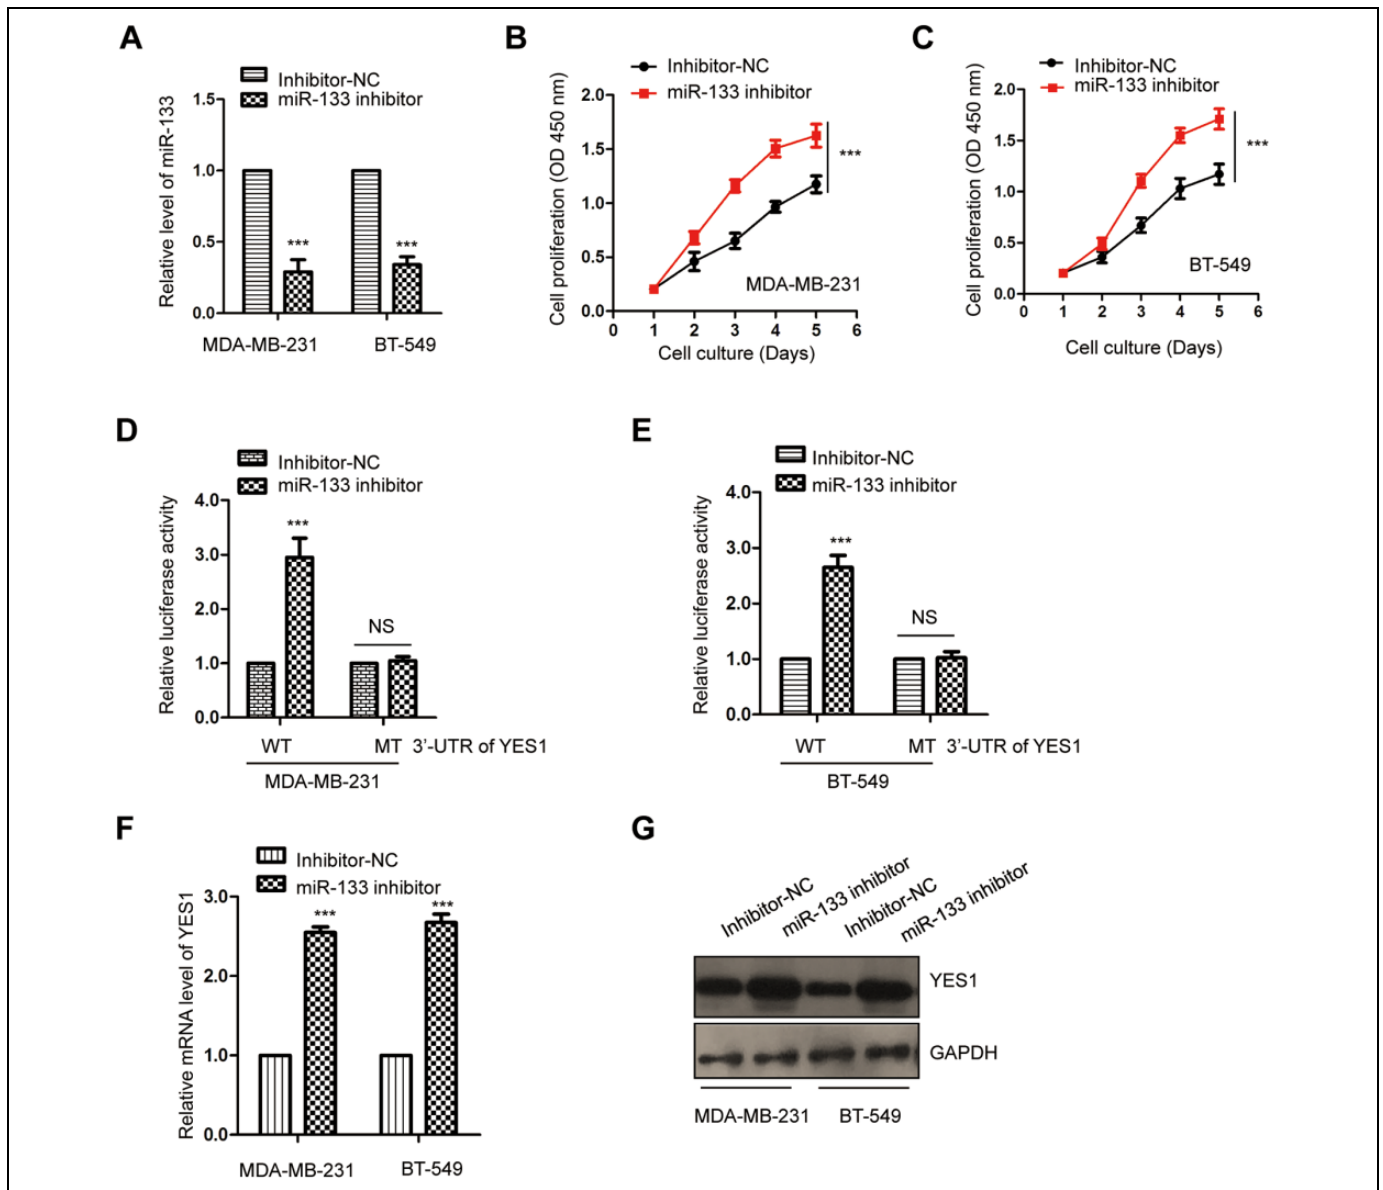 A
Inhibitor-NC
miR-133 inhibitor
Relative level of miR-133
1.5
1.0
0.5
0.0
***
***
MDA-MB-231
BT-549
B
Inhibitor-NC
miR-133 inhibitor
Cell proliferation (OD 450 nm)
2.0
1.5
1.0
0.5
0.0
***
MDA-MB-231
0 1 2 3 4 5 6
Cell culture (Days)
C
Inhibitor-NC
miR-133 inhibitor
Cell proliferation (OD 450 nm)
2.0
1.5
1.0
0.5
0.0
***
BT-549
0 1 2 3 4 5 6
Cell culture (Days)
D
Inhibitor-NC
miR-133 inhibitor
Relative luciferase activity
4.0
3.0
2.0
1.0
0.0
***
NS
WT MT 3'-UTR of YES1
MDA-MB-231
E
Inhibitor-NC
miR-133 inhibitor
Relative luciferase activity
4.0
3.0
2.0
1.0
0.0
***
NS
WT MT 3'-UTR of YES1
BT-549
F
Inhibitor-NC
miR-133 inhibitor
Relative mRNA level of YES1
3.0
2.0
1.0
0.0
***
***
MDA-MB-231
BT-549
G
Inhibitor-NC
miR-133 inhibitor
Inhibitor-NC
miR-133 inhibitor
YES1
GAPDH
MDA-MB-231
BT-549